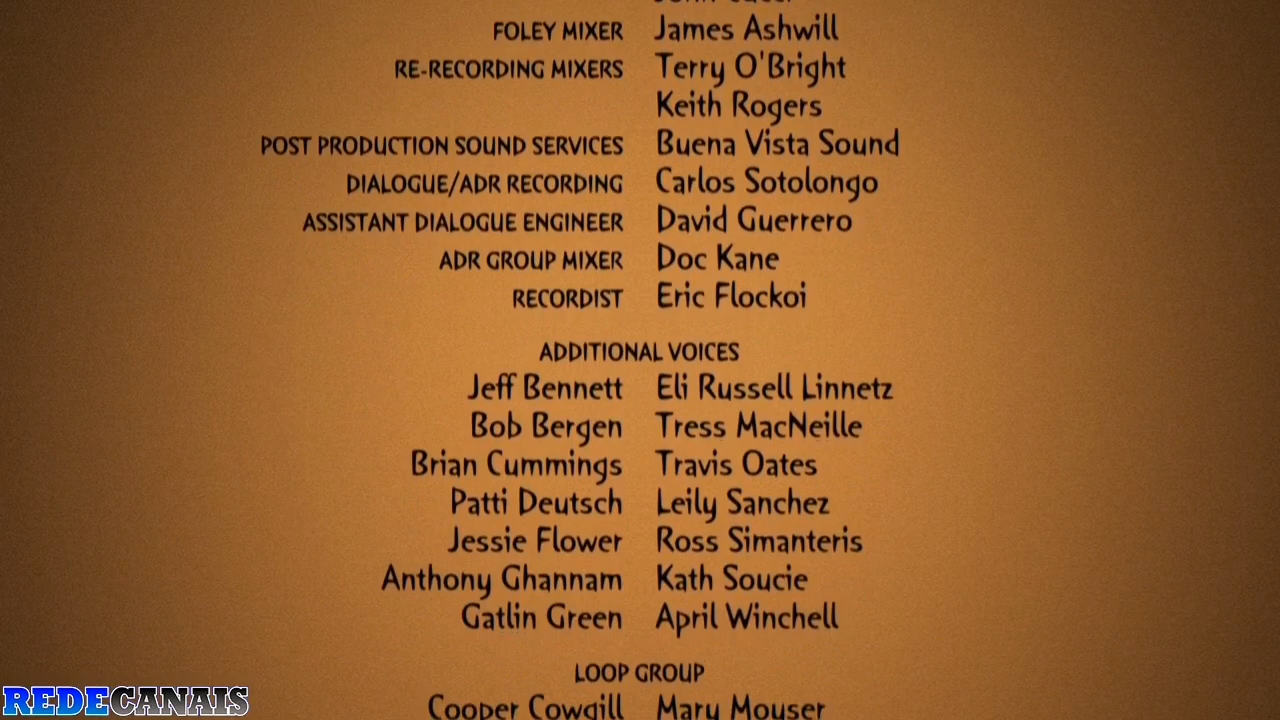 FOLEY MIXER James Ashwill
RE-RECORDING MIXERS Terry O'Bright
Keith Rogers
POST PRODUCTION SOUND SERVICES Buena Vista Sound
DIALOGUE/ADR RECORDING Carlos Sotolongo
ASSISTANT DIALOGUE ENGINEER David Guerrero
ADR GROUP MIXER Doc Kane
RECORDIST Eric Flockoi
ADDITIONAL VOICES
Jeff Bennett Eli Russell Linnetz
Bob Bergen Tress MacNeille
Brian Cummings Travis Oates
Patti Deutsch Leily Sanchez
Jessie Flower Ross Simanteris
Anthony Ghannam Kath Soucie
Gatlin Green April Winchell
LOOP GROUP
Cooper Cowgill Mary Mouser
REDECANAIS